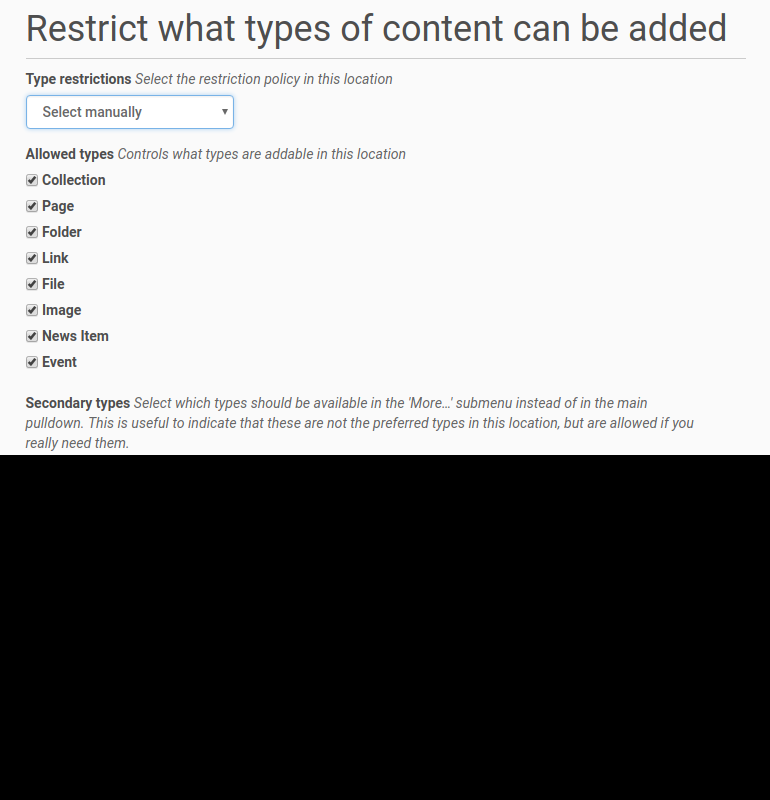 Restrict what types of content can be added
Type restrictions Select the restriction policy in this location
Select manually
Allowed types Controls what types are addable in this location
Collection
Page
Folder
Link
File
Image
News Item
Event
Secondary types Select which types should be available in the 'More...' submenu instead of in the main
pulldown. This is useful to indicate that these are not the preferred types in this location, but are allowed if you
really need them.